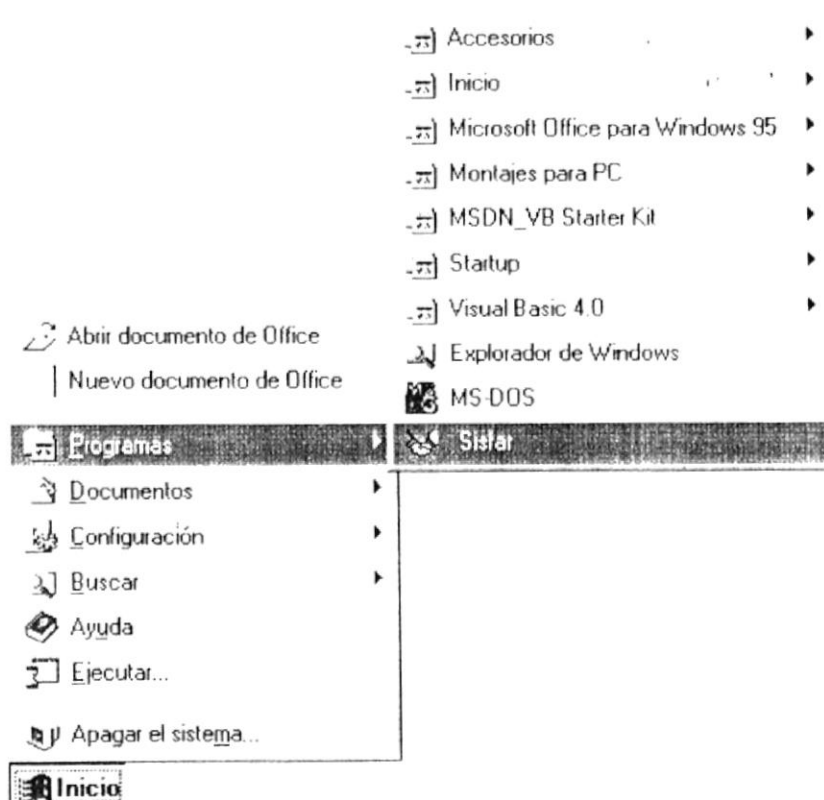 Accesorios
Inicio
Microsoft Office para Windows 95
Montajes para PC
MSDN_VB Starter Kit
Startup
Visual Basic 4.0
Explorador de Windows
MS-DOS
Sisfar
Abrir documento de Office
Nuevo documento de Office
Programas
Documentos
Configuración
Buscar
Ayuda
Ejecutar...
Apagar el sistema...
Inicio